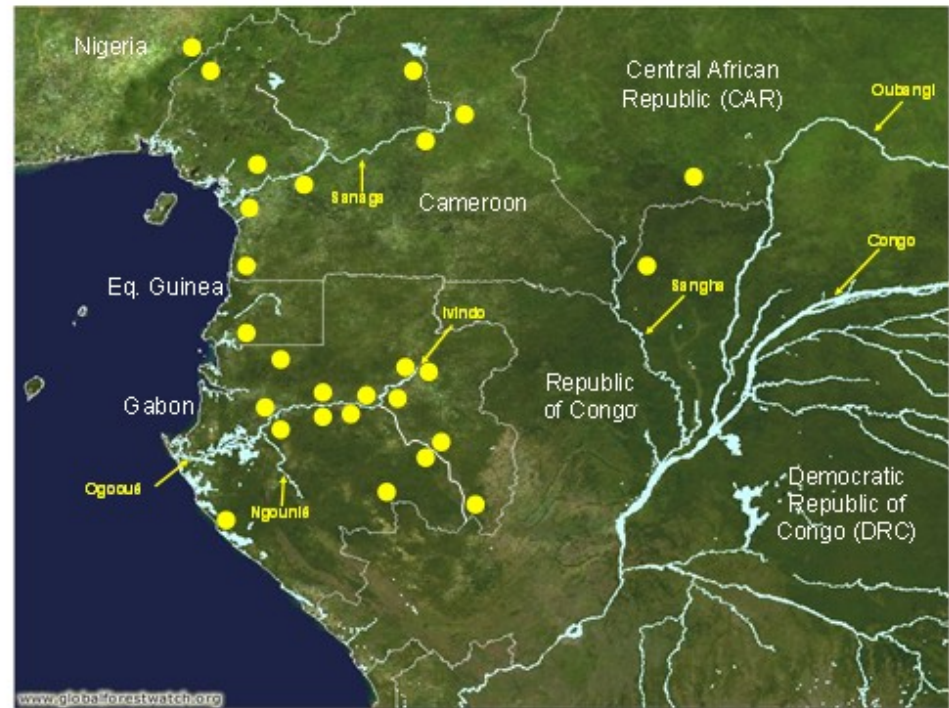 Nigeria
Central African
Republic (CAR)
Oubangi
Sanaga
Cameroon
Congo
Eq. Guinea
Sangha
Ivindo
Republic
of Congo
Gabon
Ogooué
Ngounié
Democratic
Republic of
Congo (DRC)
www.globalforestwatch.org